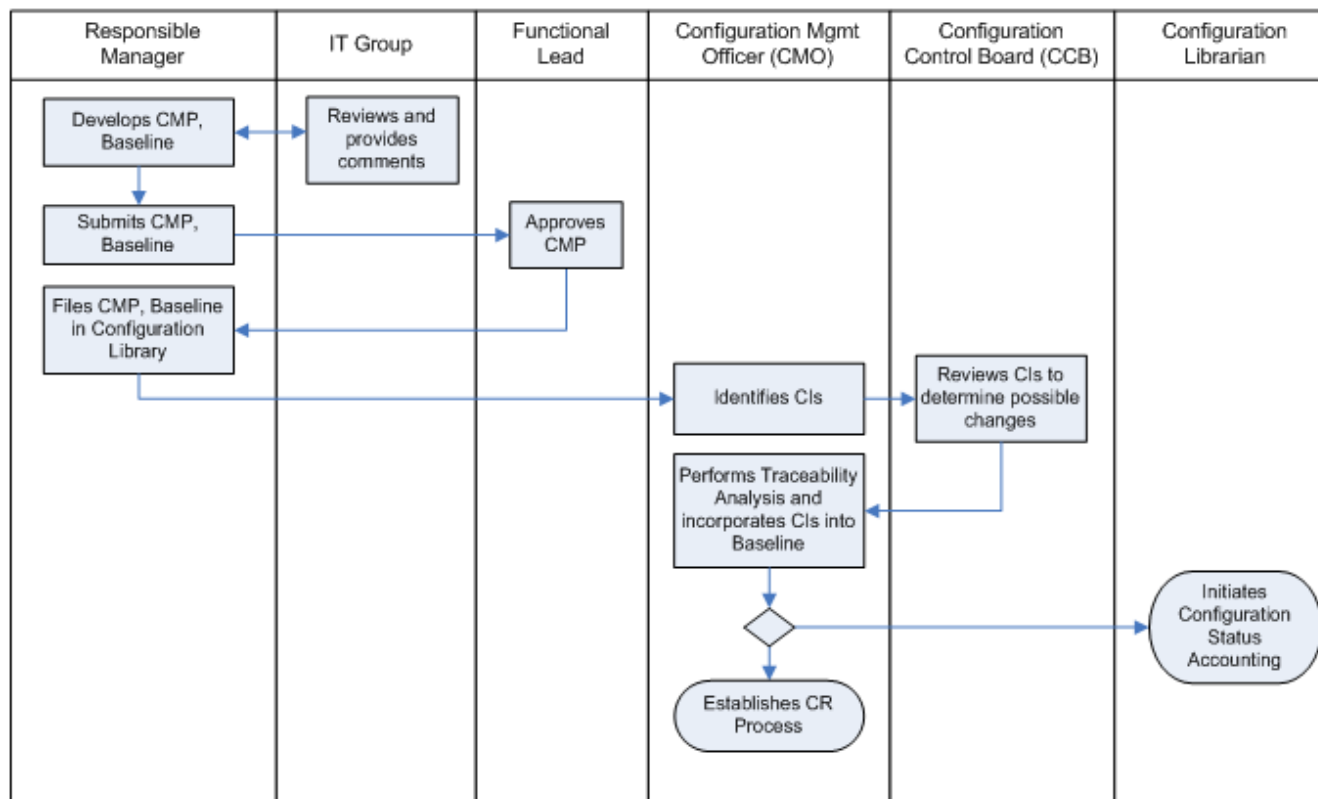 Responsible
Manager
IT Group
Functional
Lead
Configuration Mgmt
Officer (CMO)
Configuration
Control Board (CCB)
Configuration
Librarian
Develops CMP,
Baseline
Reviews and
provides
comments
Submits CMP,
Baseline
Approves
CMP
Files CMP, Baseline
in Configuration
Library
Identifies CIs
Reviews CIs to
determine possible
changes
Performs Traceability
Analysis and
incorporates CIs into
Baseline
Initiates
Configuration
Status
Accounting
Establishes CR
Process